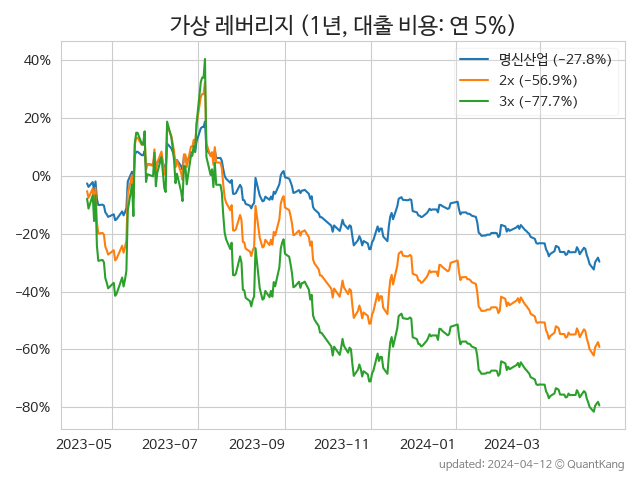 가상 레버리지 (1년, 대출 비용: 연 5%)
명신산업 (−27.8%)
2x (−56.9%)
3x (−77.7%)
40%
20%
0%
−20%
−40%
−60%
−80%
2023-05 2023-07 2023-09 2023-11 2024-01 2024-03
updated: 2024-04-12 © QuantKang